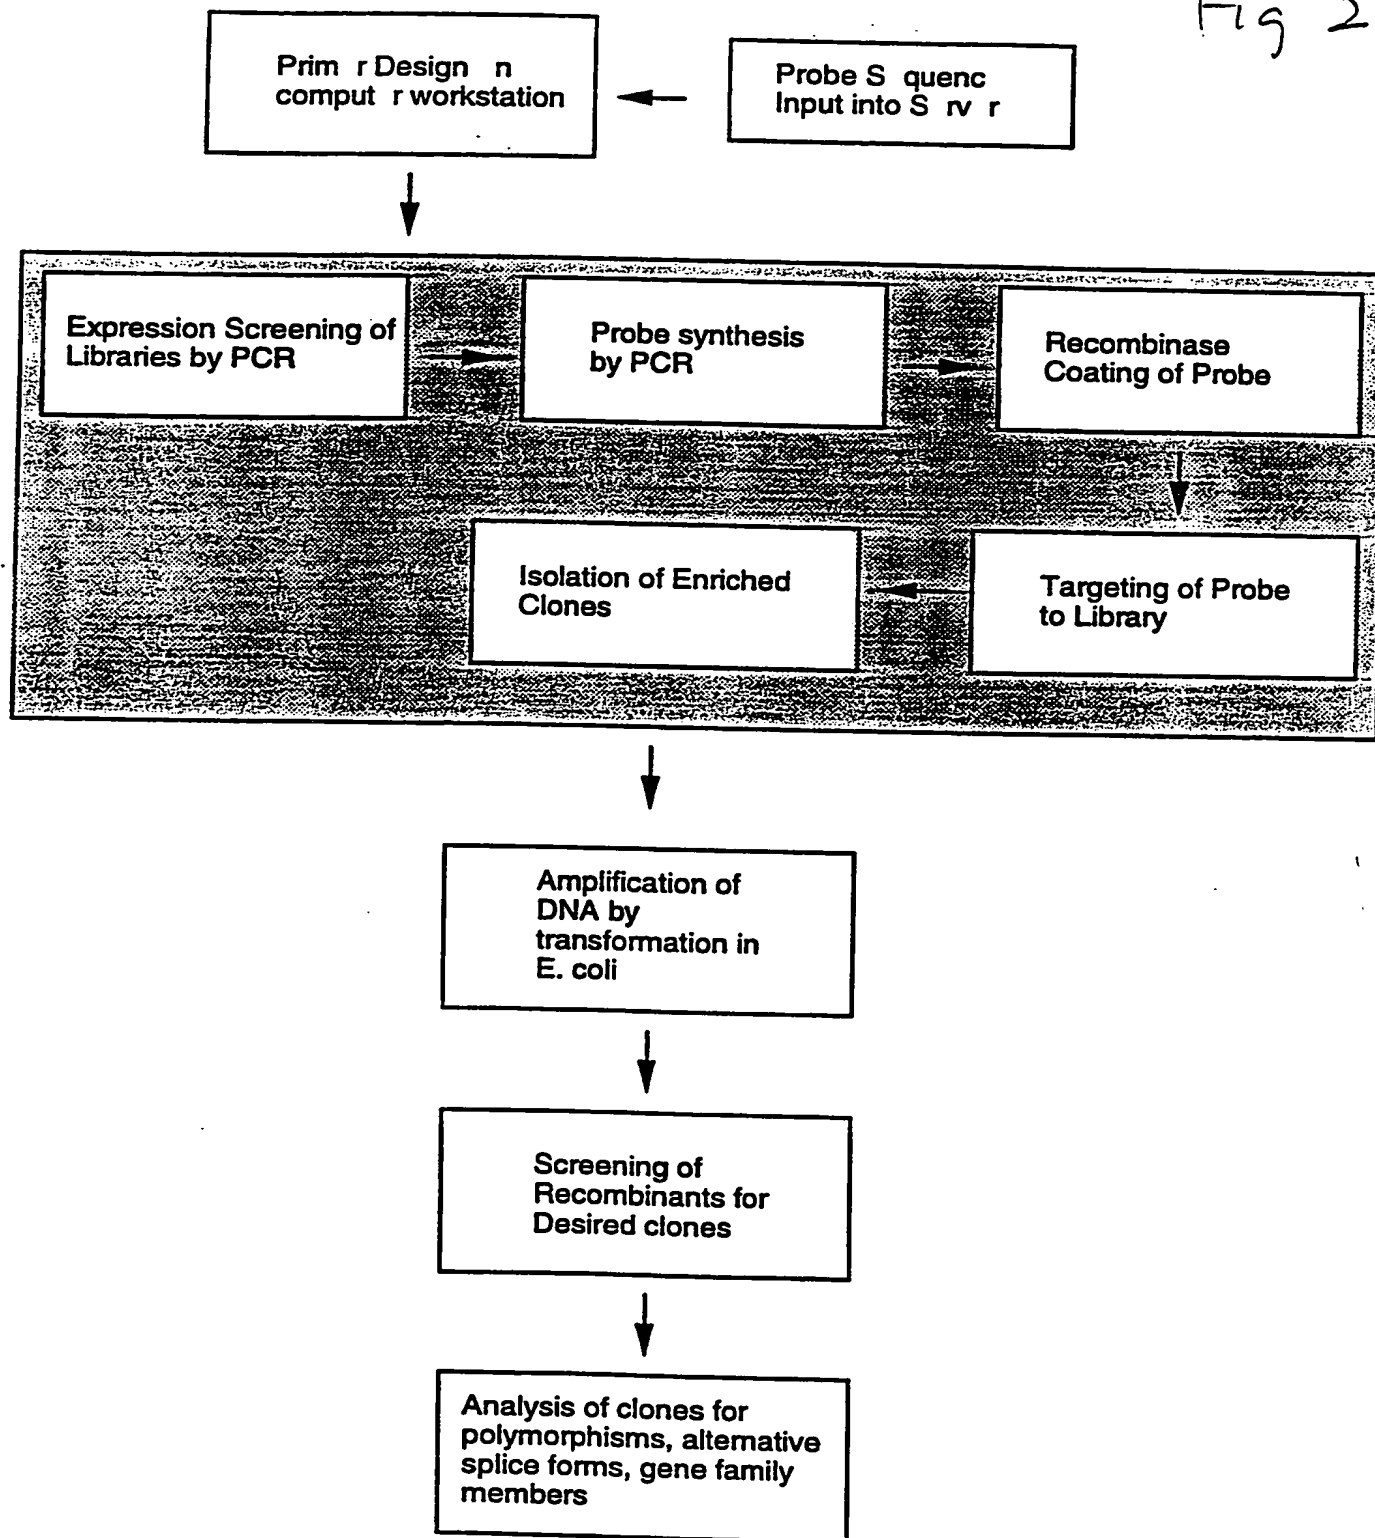 Fig 2
Prim r Design n
comput r workstation
Probe S quenc
Input into S rv r
Expression Screening of
Libraries by PCR
Probe synthesis
by PCR
Recombinase
Coating of Probe
Targeting of Probe
to Library
Isolation of Enriched
Clones
Amplification of
DNA by
transformation in
E. coli
Screening of
Recombinants for
Desired clones
Analysis of clones for
polymorphisms, alternative
splice forms, gene family
members